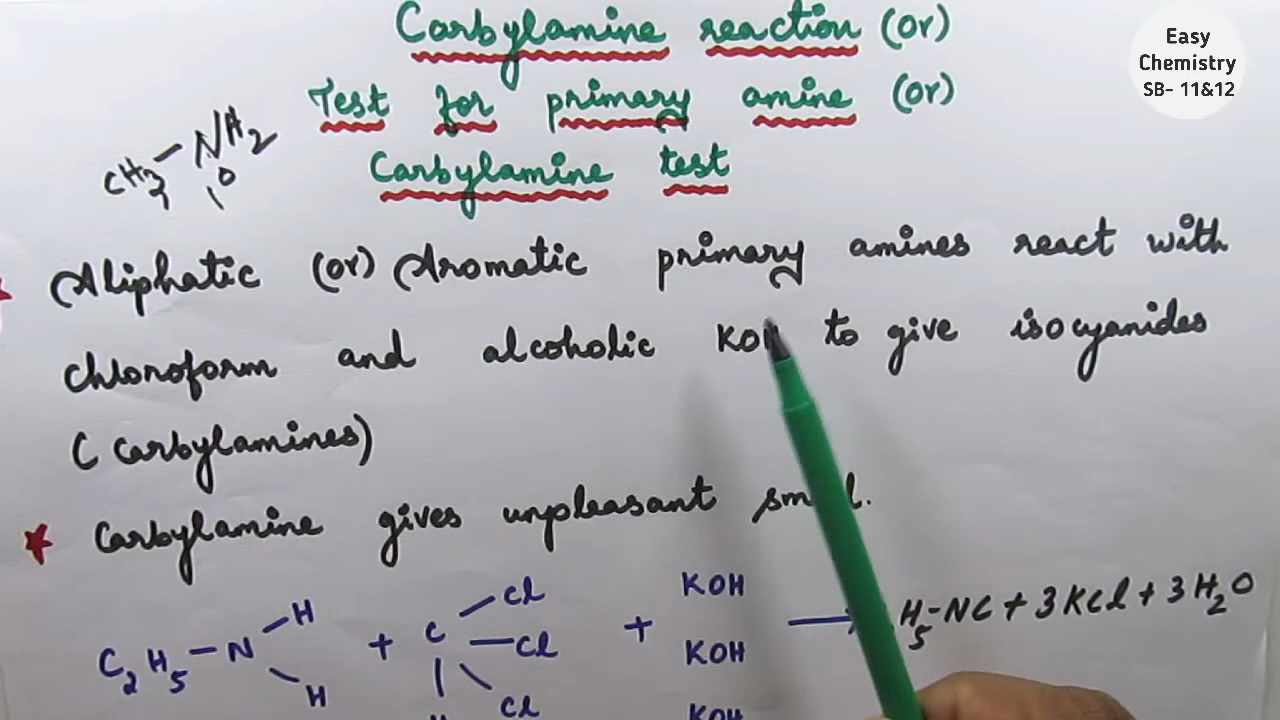 Carbylamine reaction (or)
Easy
Chemistry
SB- 11&12
Test for primary amine (or)
CH3 - NH2
1°
Carbylamine test
Aliphatic (or) Aromatic primary amines react with
chloroform and alcoholic KOH to give isocyanides
( Carbylamines)
Carbylamine gives unpleasant
Cl
KOH
H
C2H5 - N + C - Cl + KOH → H5-NC + 3KCl + 3H2O
H
Cl
KOH